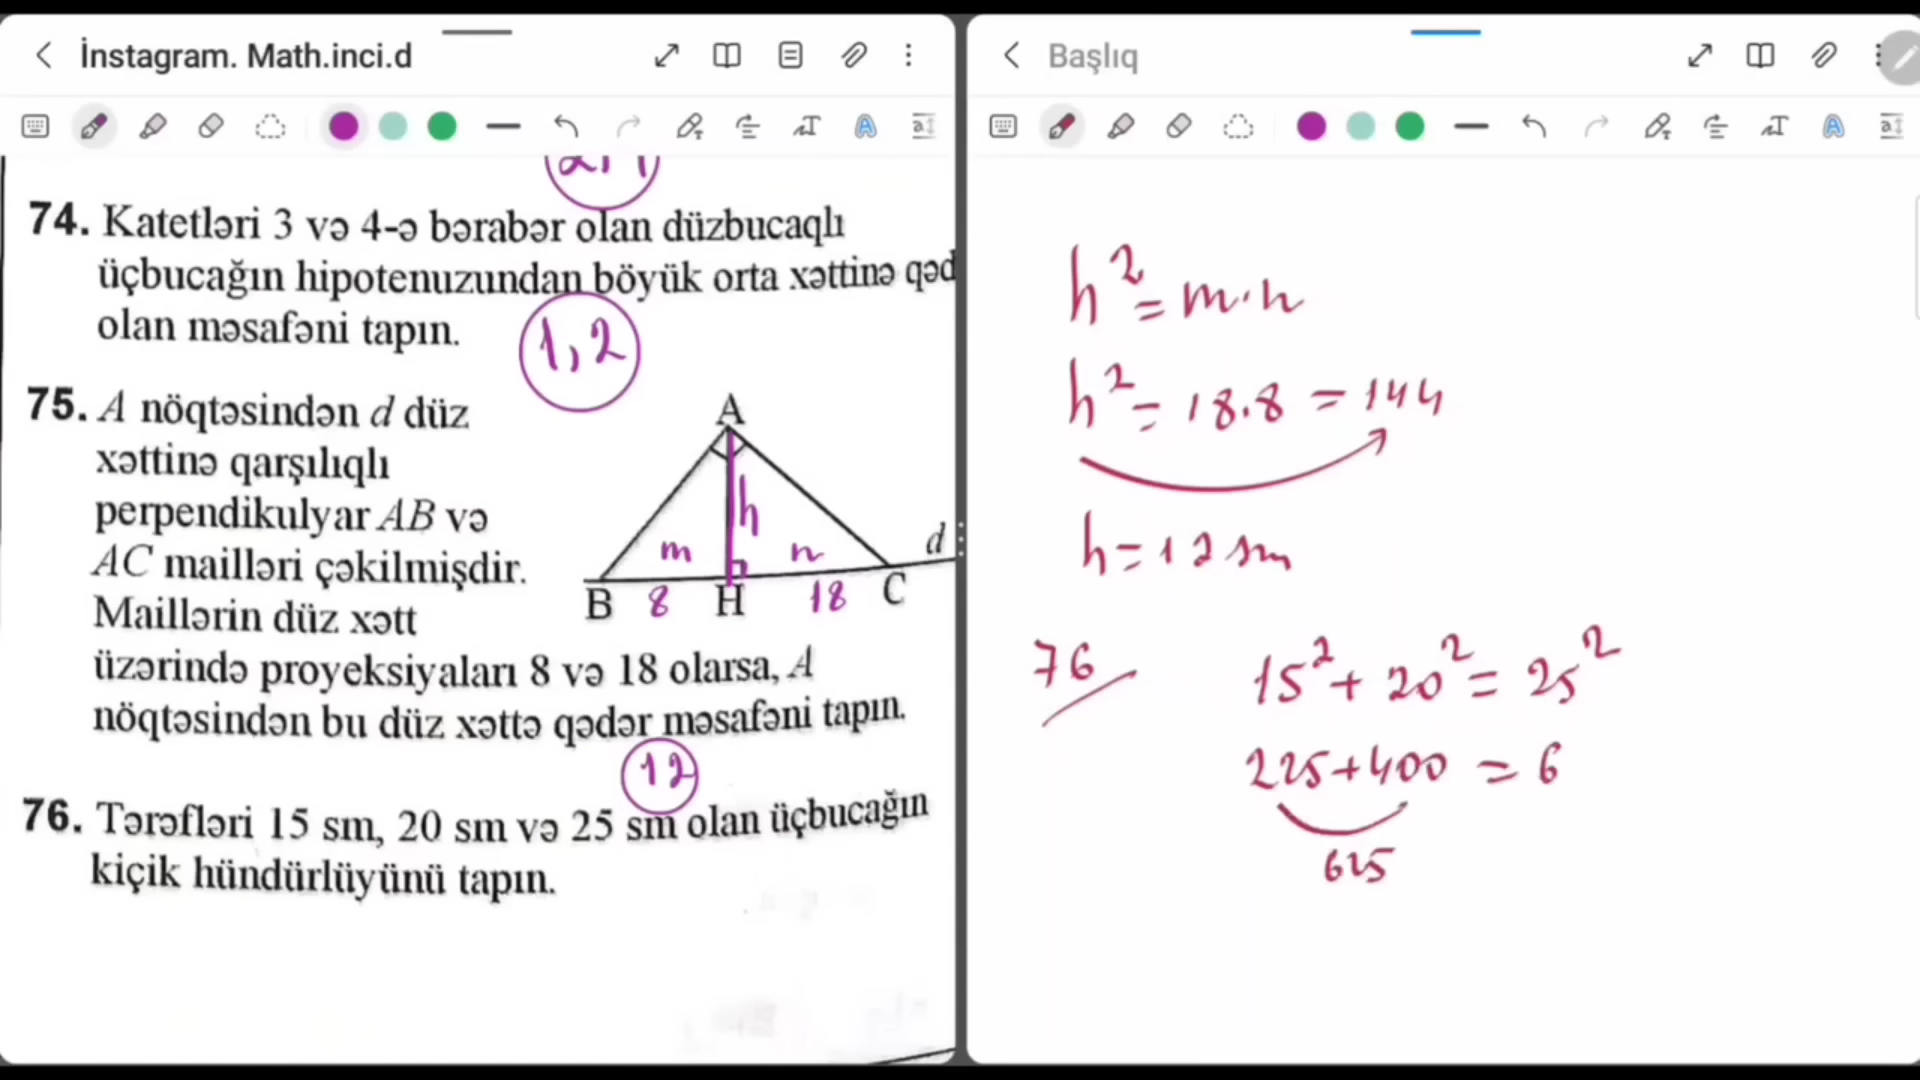 İnstagram. Math.inci.d
74. Katetləri 3 və 4-ə bərabər olan düzbucaqlı
üçbucağın hipotenuzundan böyük orta xəttinə qəd
olan məsafəni tapın.
1,2
75. A nöqtəsindən d düz
xəttinə qarşılıqlı
perpendikulyar AB və
AC mailləri çəkilmişdir.
Maillərin düz xətt
üzərində proyeksiyaları 8 və 18 olarsa, A
nöqtəsindən bu düz xəttə qədər məsafəni tapın.
A
h
m n d
B 8 H 18 C
12
76. Tərəfləri 15 sm, 20 sm və 25 sm olan üçbucağın
kiçik hündürlüyünü tapın.
Başlıq
h² = m·n
h² = 18.8 = 144
h = 12 sm
76 15² + 20² = 25²
225+400 = 6
625